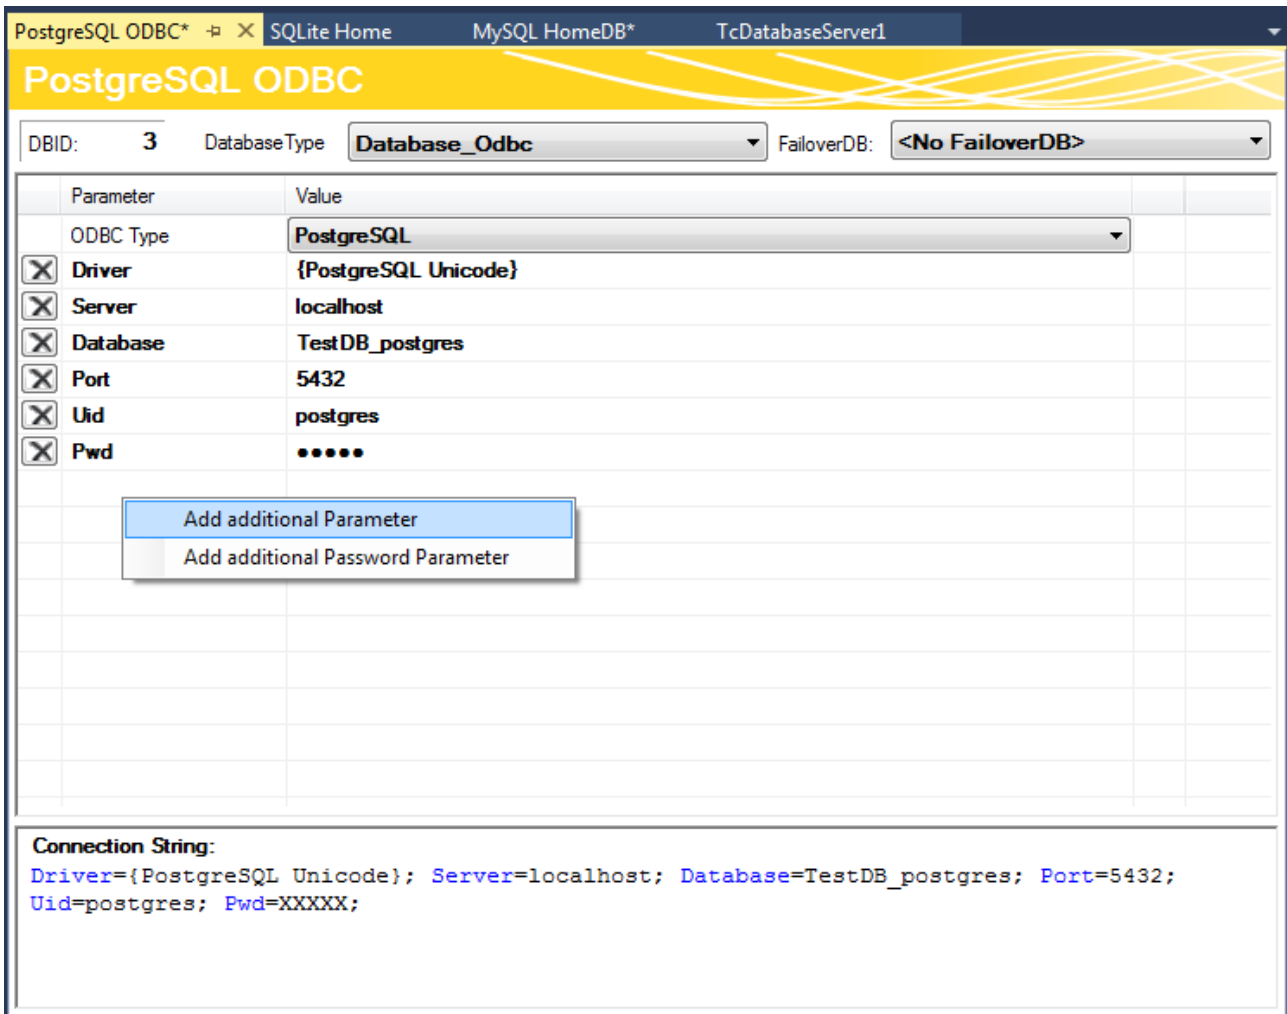 PostgreSQL ODBC* SQLite Home MySQL HomeDB* TcDatabaseServer1
PostgreSQL ODBC
DBID: 3 DatabaseType Database_Odbc FailoverDB: <No FailoverDB>
Parameter Value
ODBC Type PostgreSQL
Driver {PostgreSQL Unicode}
Server localhost
Database TestDB_postgres
Port 5432
Uid postgres
Pwd •••••
Add additional Parameter
Add additional Password Parameter
Connection String:
Driver={PostgreSQL Unicode}; Server=localhost; Database=TestDB_postgres; Port=5432;
Uid=postgres; Pwd=XXXXX;